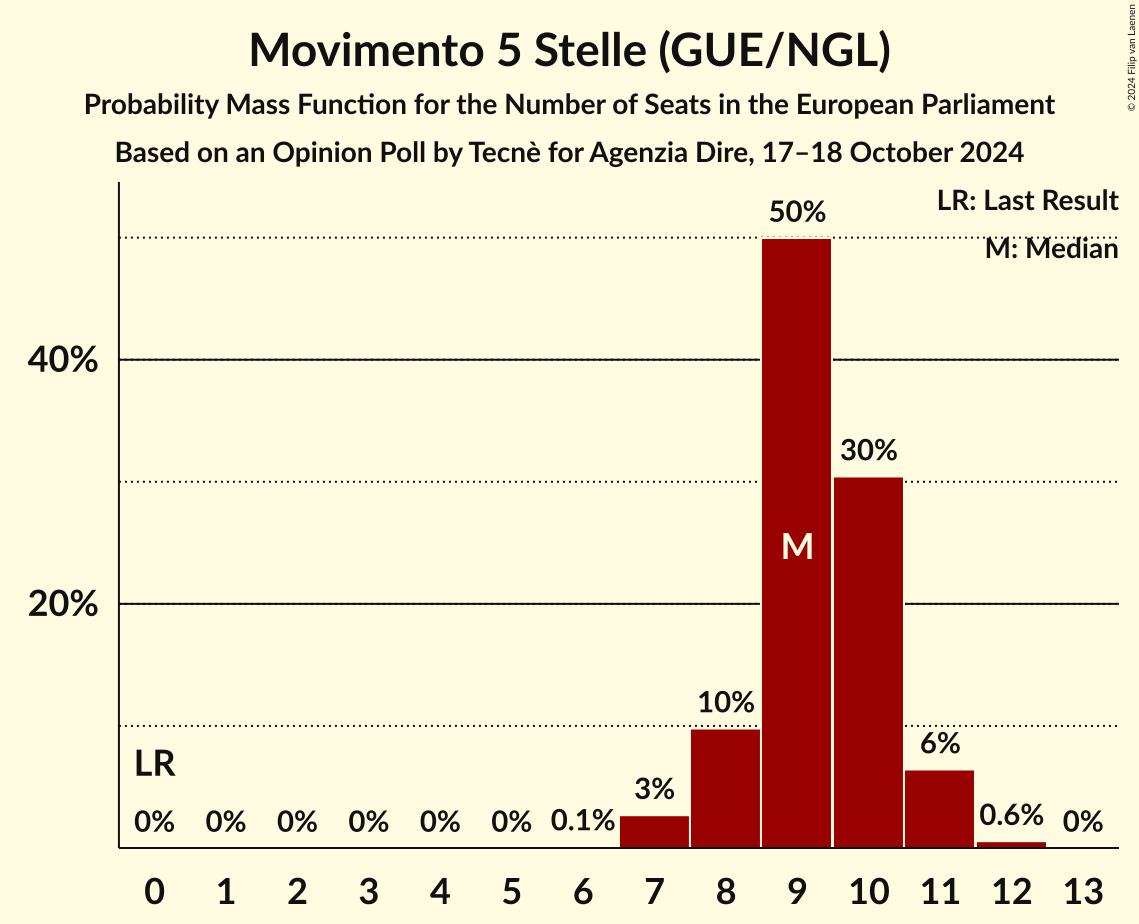 Movimento 5 Stelle (GUE/NGL)
Probability Mass Function for the Number of Seats in the European Parliament
Based on an Opinion Poll by Tecnè for Agenzia Dire, 17–18 October 2024
© 2024 Filip van Laenen
LR: Last Result
M: Median
50%
40%
30%
M
20%
10%
6%
LR
3%
0% 0% 0% 0% 0% 0% 0.1% 0.6% 0%
0 1 2 3 4 5 6 7 8 9 10 11 12 13